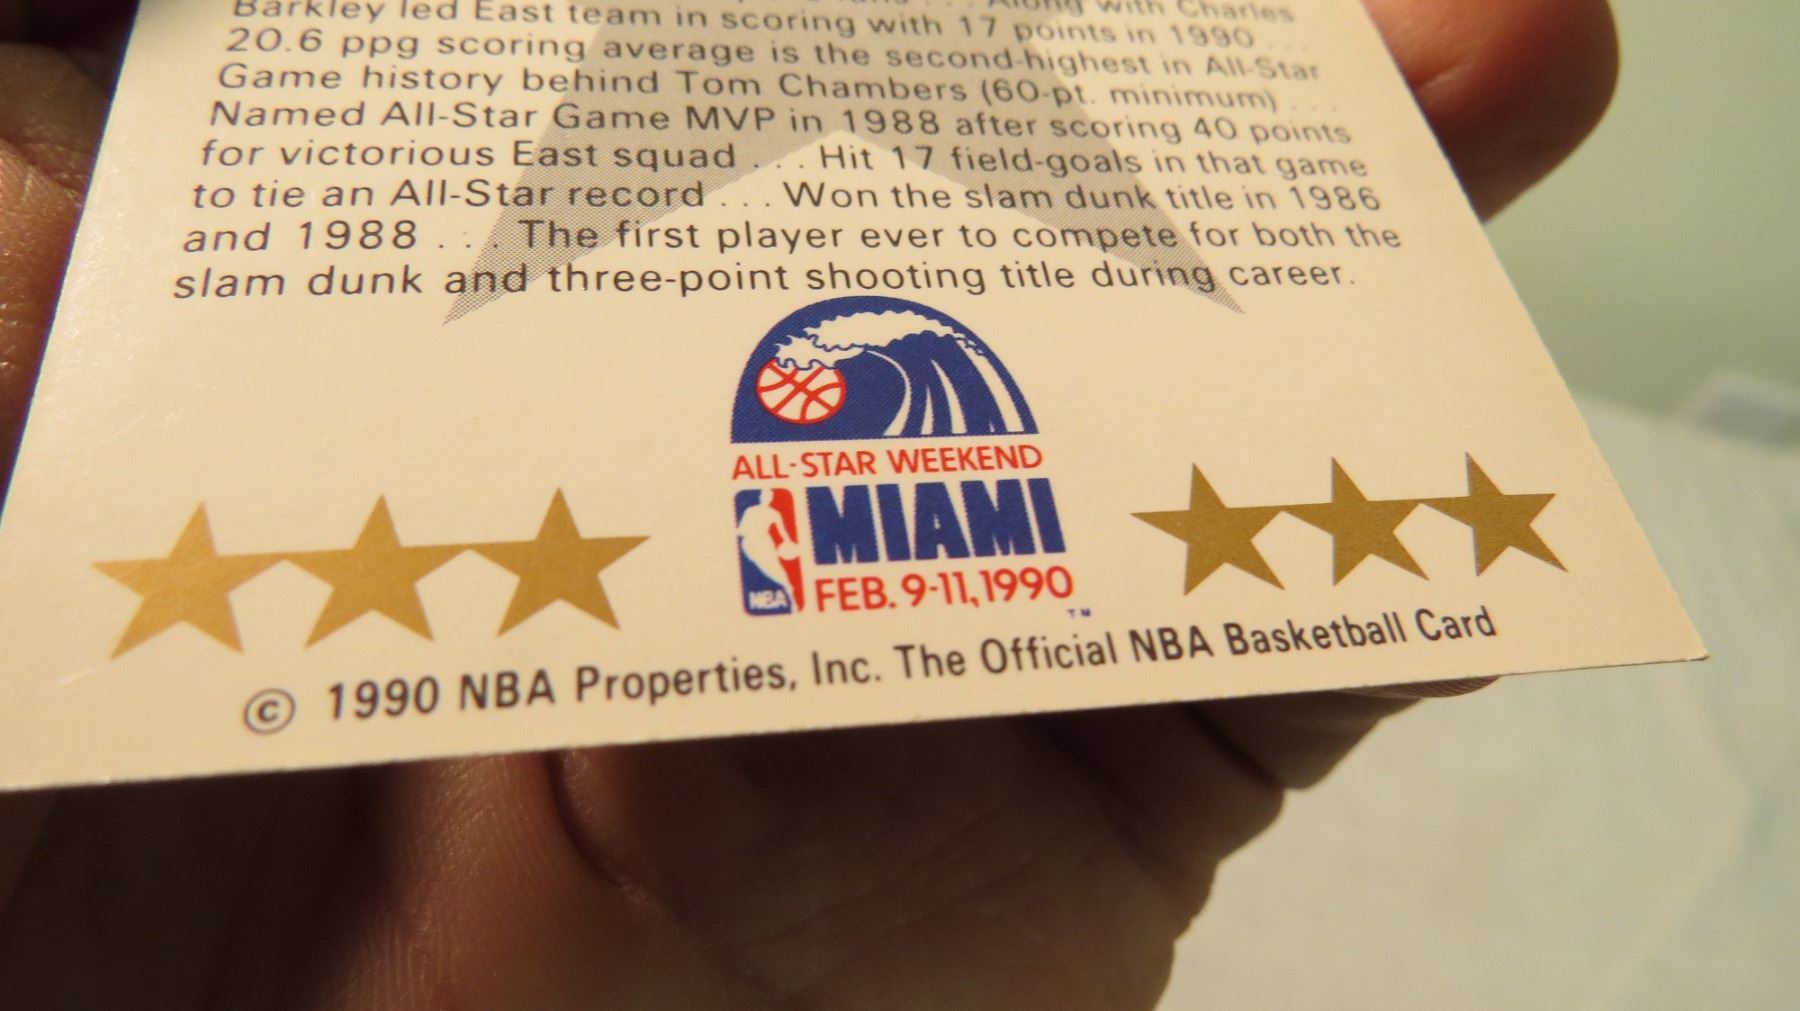 Along with Charles
Barkley led East team in scoring with 17 points in 1990 ...
20.6 ppg scoring average is the second-highest in All-Star
Game history behind Tom Chambers (60-pt. minimum) ...
Named All-Star Game MVP in 1988 after scoring 40 points
for victorious East squad ... Hit 17 field-goals in that game
to tie an All-Star record ... Won the slam dunk title in 1986
and 1988 ... The first player ever to compete for both the
slam dunk and three-point shooting title during career.
ALL-STAR WEEKEND
MIAMI
NBA
FEB. 9-11, 1990
TM
© 1990 NBA Properties, Inc. The Official NBA Basketball Card